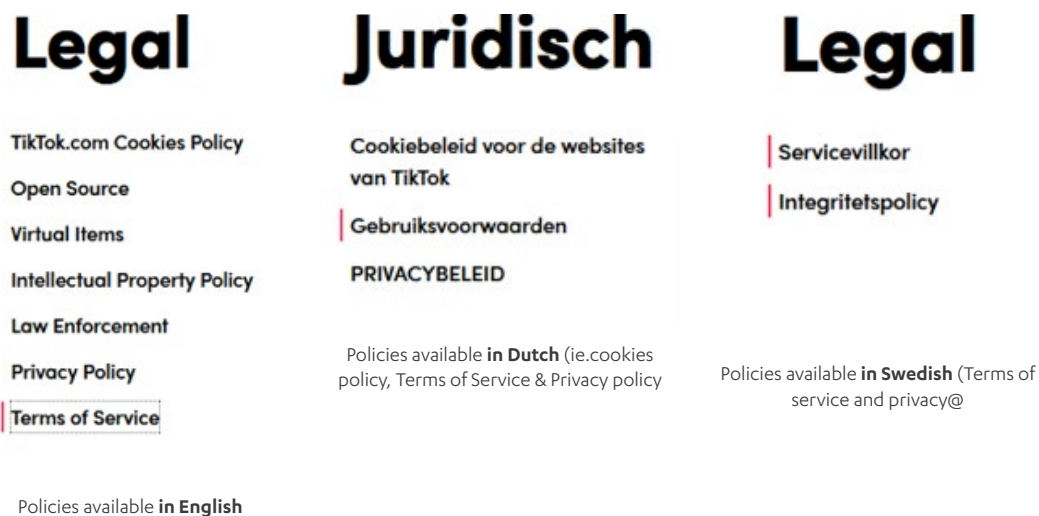 Legal
TikTok.com Cookies Policy
Open Source
Virtual Items
Intellectual Property Policy
Law Enforcement
Privacy Policy
Terms of Service
Policies available in English
Juridisch
Cookiebeleid voor de websites
van TikTok
Gebruiksvoorwaarden
PRIVACYBELEID
Policies available in Dutch (ie.cookies
policy, Terms of Service & Privacy policy
Legal
Servicevillkor
Integritetspolicy
Policies available in Swedish (Terms of
service and privacy@